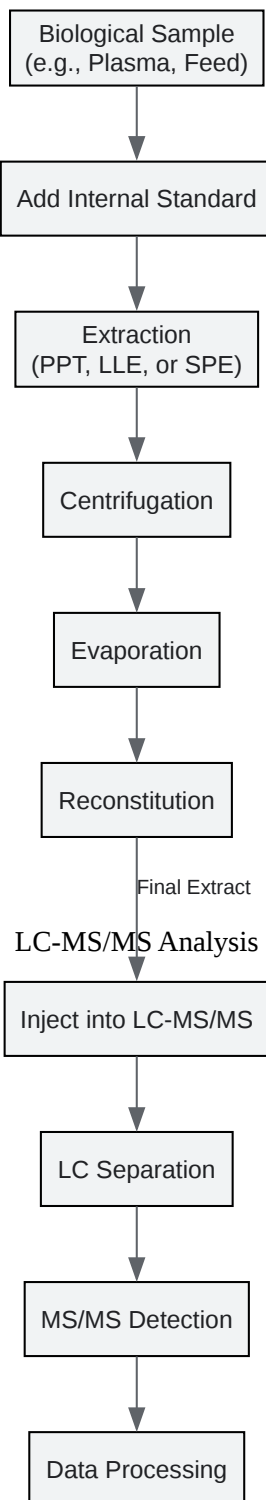 Biological Sample
(e.g., Plasma, Feed)
Add Internal Standard
Extraction
(PPT, LLE, or SPE)
Centrifugation
Evaporation
Reconstitution
Final Extract
LC-MS/MS Analysis
Inject into LC-MS/MS
LC Separation
MS/MS Detection
Data Processing